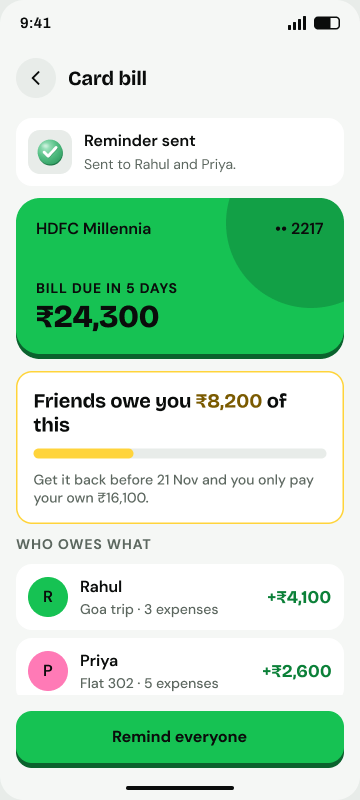 9:41
Card bill
Reminder sent
Sent to Rahul and Priya.
HDFC Millennia
•• 2217
BILL DUE IN 5 DAYS
₹24,300
Friends owe you ₹8,200 of
this
Get it back before 21 Nov and you only pay
your own ₹16,100.
WHO OWES WHAT
R
Rahul
Goa trip · 3 expenses
+₹4,100
P
Priya
Flat 302 · 5 expenses
+₹2,600
Remind everyone